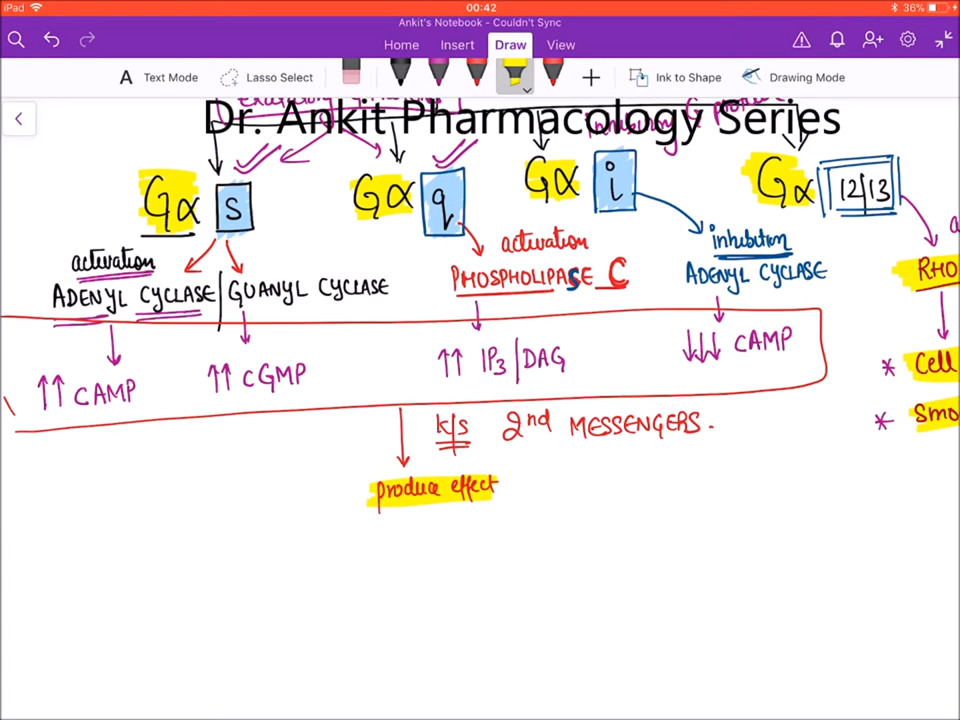 iPad 00:42 36%
Ankit's Notebook - Couldn't Sync
Home Insert Draw View
A Text Mode Lasso Select Ink to Shape Drawing Mode
Dr. Ankit Pharmacology Series
inhibitory G protein
Gα s Gα q Gα i Gα 12/13
activation
ADENYL CYCLASE / GUANYL CYCLASE
activation
PHOSPHOLIPASE C
inhibition
ADENYL CYCLASE
RHO
↑↑ cAMP ↑↑ cGMP ↑↑ IP3/DAG ↓↓↓ cAMP
* Cell
* Smo
k/s 2nd MESSENGERS.
produce effect